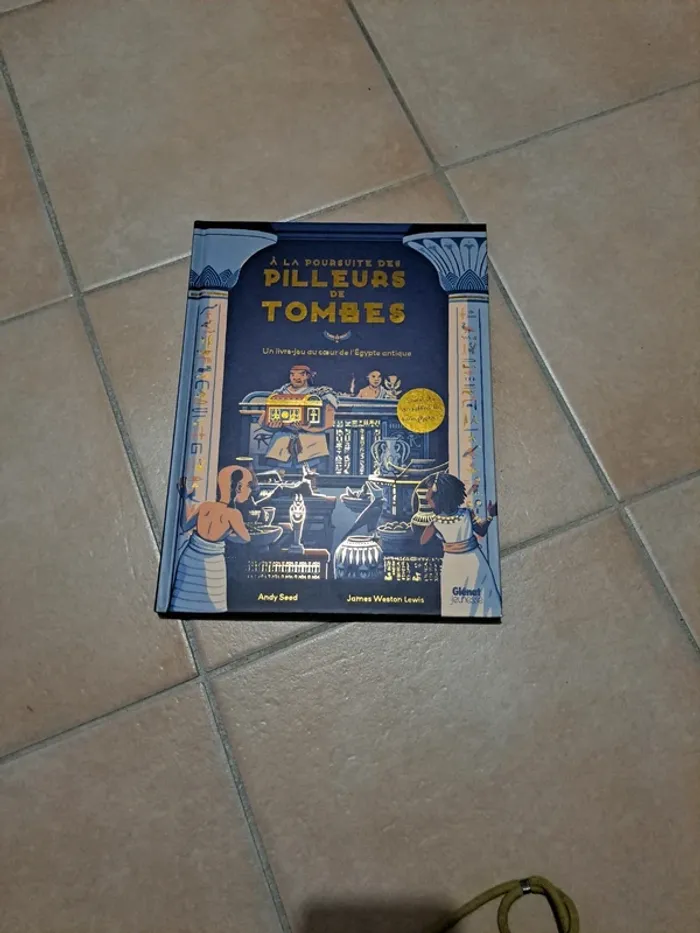 À LA POURSUITE DES
PILLEURS
DE
TOMBES
Un livre-jeu au cœur de l'Égypte antique
Andy Seed
James Weston Lewis
Glénat
jeunesse